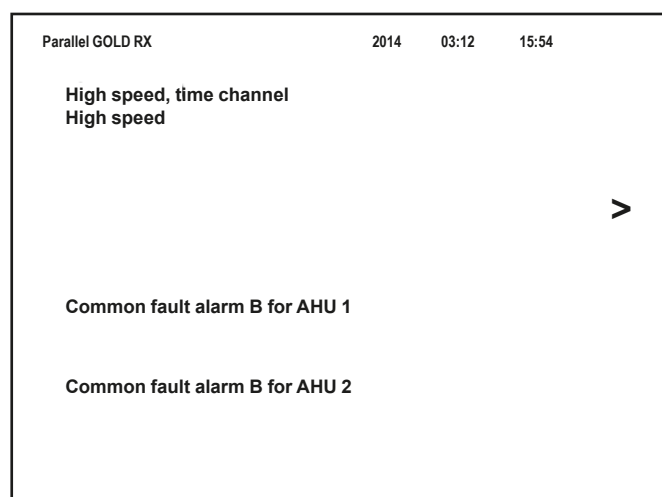 Parallel GOLD RX 2014 03:12 15:54
High speed, time channel
High speed
>
Common fault alarm B for AHU 1
Common fault alarm B for AHU 2